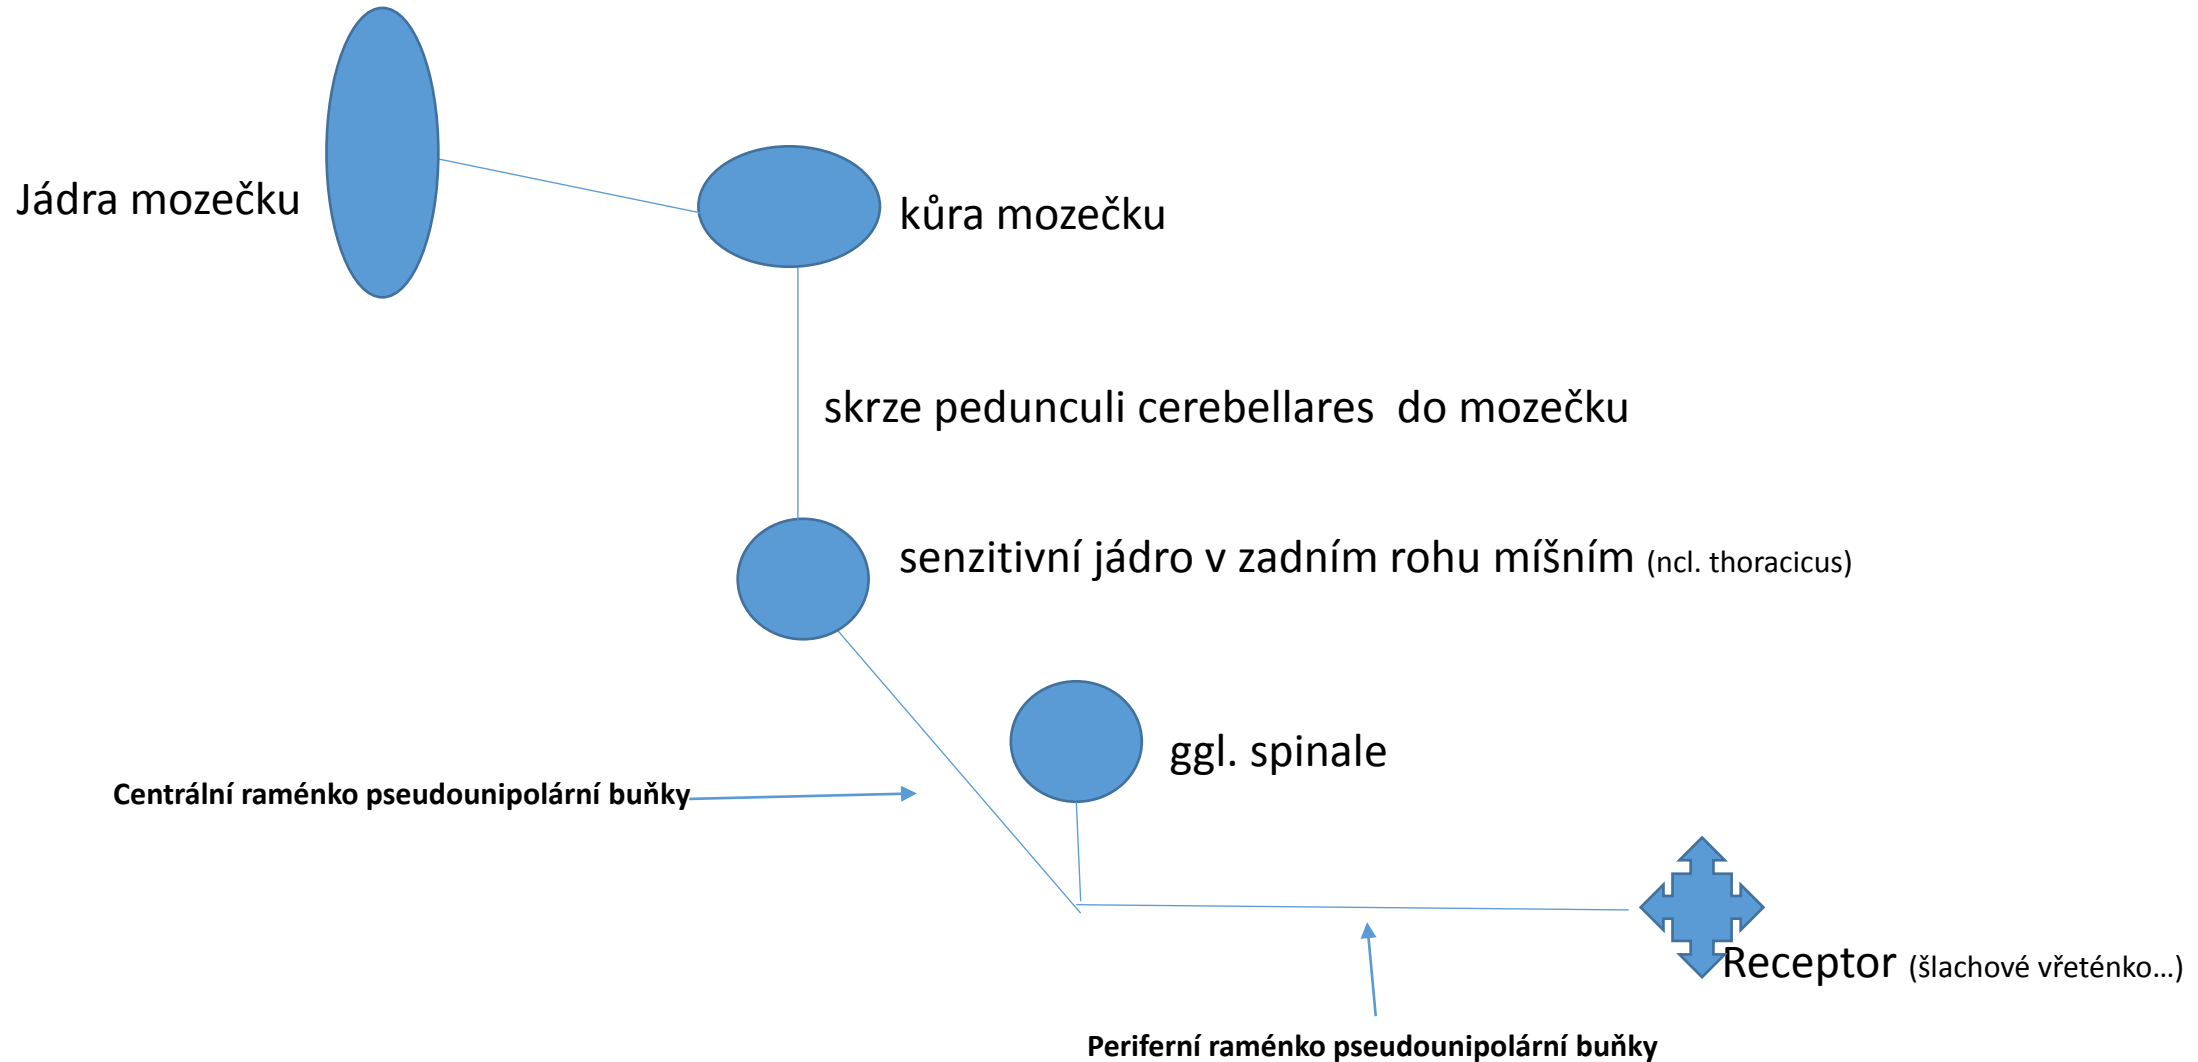 Jádra mozečku
kůra mozečku
skrze pedunculi cerebellares  do mozečku
senzitivní jádro v zadním rohu míšním (ncl. thoracicus)
ggl. spinale
Centrální raménko pseudounipolární buňky
Receptor (šlachové vřeténko…)
Periferní raménko pseudounipolární buňky